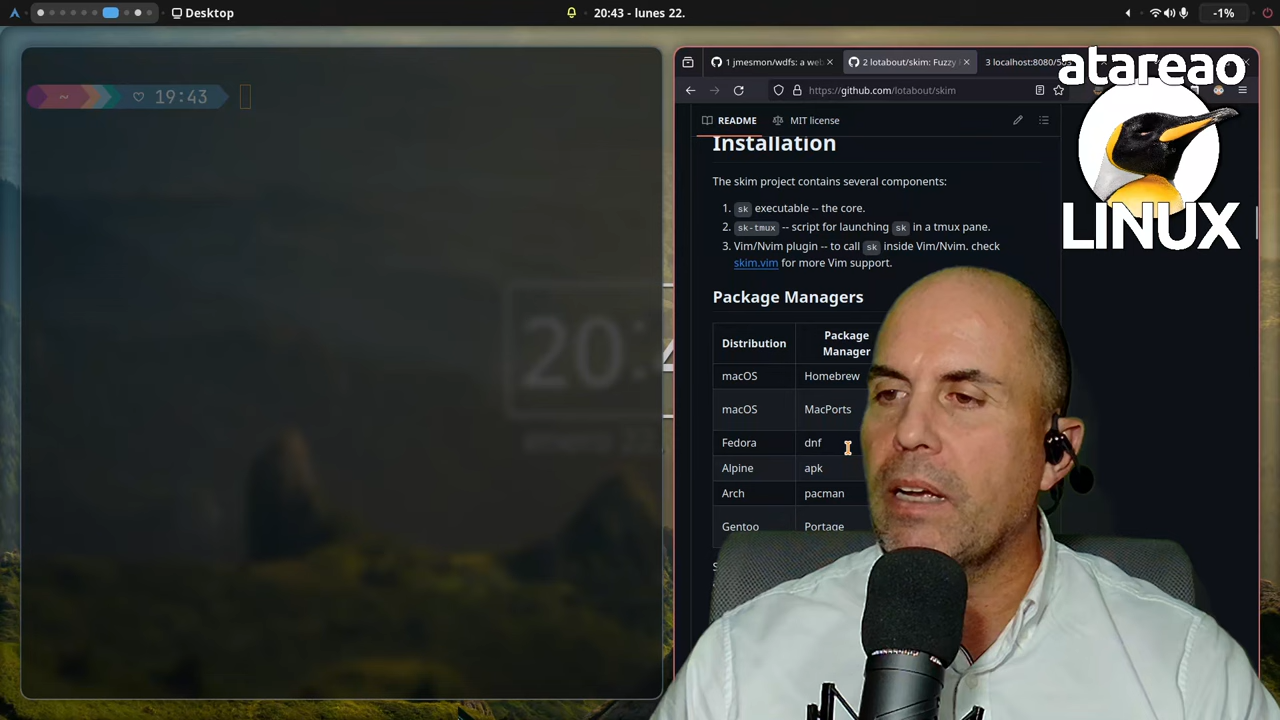 Desktop
20:43 - lunes 22.
-1%
~ 19:43
20:
1 jmesmon/wdfs: a web
2 lotabout/skim: Fuzzy
3 localhost:8080/
https://github.com/lotabout/skim
README
MIT license
Installation
The skim project contains several components:
1. sk executable -- the core.
2. sk-tmux -- script for launching sk in a tmux pane.
3. Vim/Nvim plugin -- to call sk inside Vim/Nvim. check
skim.vim for more Vim support.
Package Managers
Distribution Package Manager
macOS Homebrew
macOS MacPorts
Fedora dnf
Alpine apk
Arch pacman
Gentoo Portage
atareao
LINUX